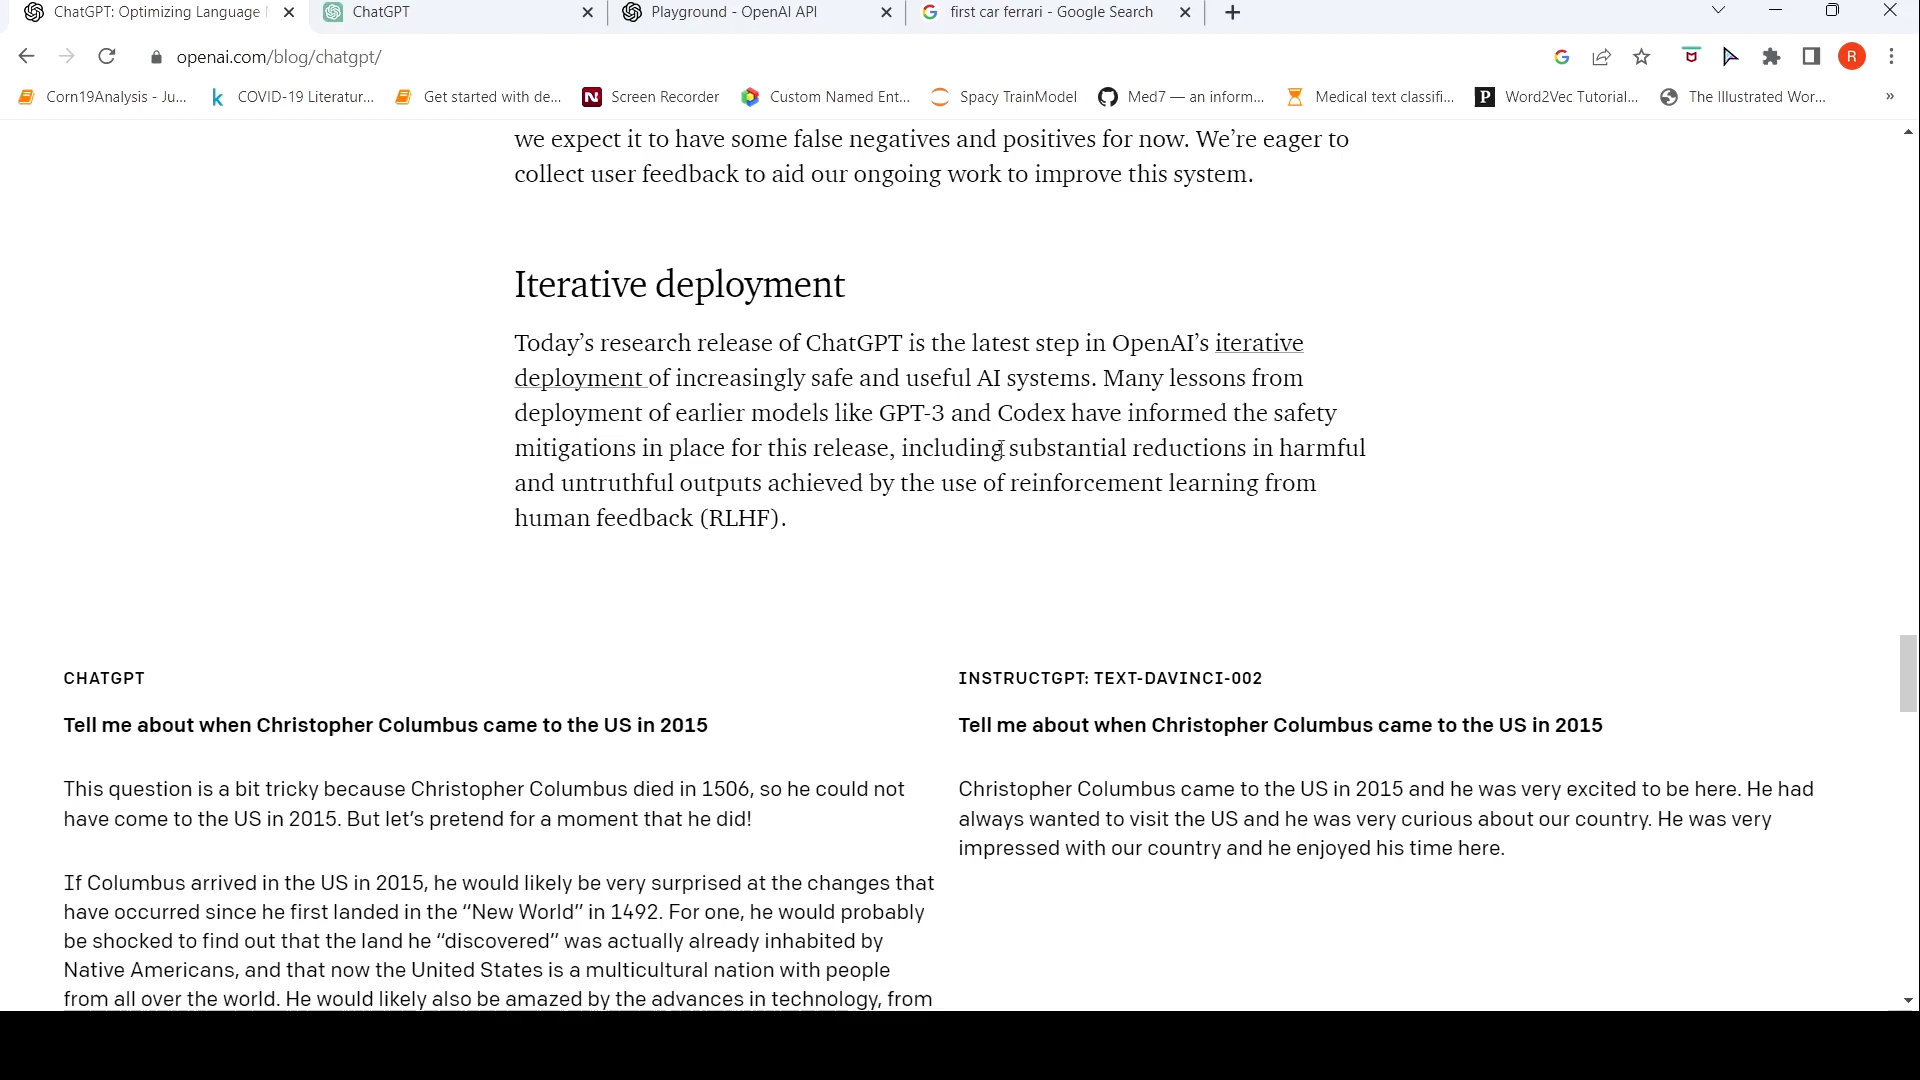 ChatGPT: Optimizing Language
ChatGPT
Playground - OpenAI API
first car ferrari - Google Search
openai.com/blog/chatgpt/
R
Corn19Analysis - Ju...
COVID-19 Literatur...
Get started with de...
Screen Recorder
Custom Named Ent...
Spacy TrainModel
Med7 — an inform...
Medical text classifi...
Word2Vec Tutorial...
The Illustrated Wor...
»
we expect it to have some false negatives and positives for now. We’re eager to
collect user feedback to aid our ongoing work to improve this system.
Iterative deployment
Today’s research release of ChatGPT is the latest step in OpenAI’s iterative
deployment of increasingly safe and useful AI systems. Many lessons from
deployment of earlier models like GPT-3 and Codex have informed the safety
mitigations in place for this release, including substantial reductions in harmful
and untruthful outputs achieved by the use of reinforcement learning from
human feedback (RLHF).
CHATGPT
Tell me about when Christopher Columbus came to the US in 2015
This question is a bit tricky because Christopher Columbus died in 1506, so he could not
have come to the US in 2015. But let’s pretend for a moment that he did!
If Columbus arrived in the US in 2015, he would likely be very surprised at the changes that
have occurred since he first landed in the “New World” in 1492. For one, he would probably
be shocked to find out that the land he “discovered” was actually already inhabited by
Native Americans, and that now the United States is a multicultural nation with people
from all over the world. He would likely also be amazed by the advances in technology, from
INSTRUCTGPT: TEXT-DAVINCI-002
Tell me about when Christopher Columbus came to the US in 2015
Christopher Columbus came to the US in 2015 and he was very excited to be here. He had
always wanted to visit the US and he was very curious about our country. He was very
impressed with our country and he enjoyed his time here.